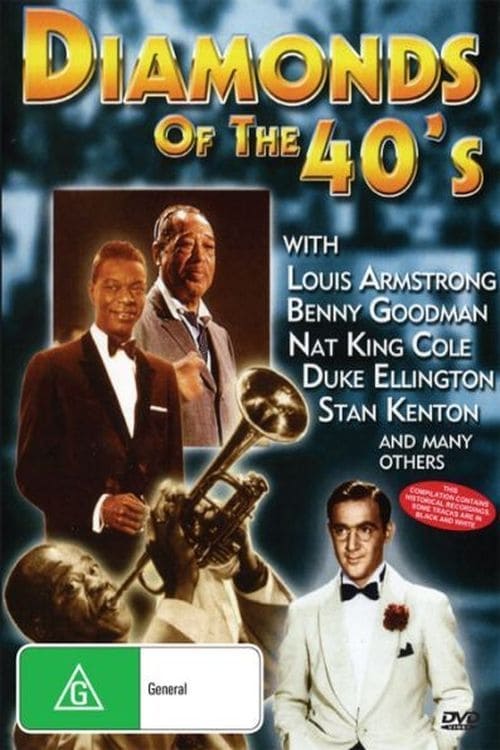 DIAMONDS
OF THE 40's
WITH
LOUIS ARMSTRONG
BENNY GOODMAN
NAT KING COLE
DUKE ELLINGTON
STAN KENTON
AND MANY
OTHERS
THIS
COMPILATION CONTAINS
HISTORICAL RECORDINGS.
SOME TRACKS ARE IN
BLACK AND WHITE
G
General
DVD
VIDEO